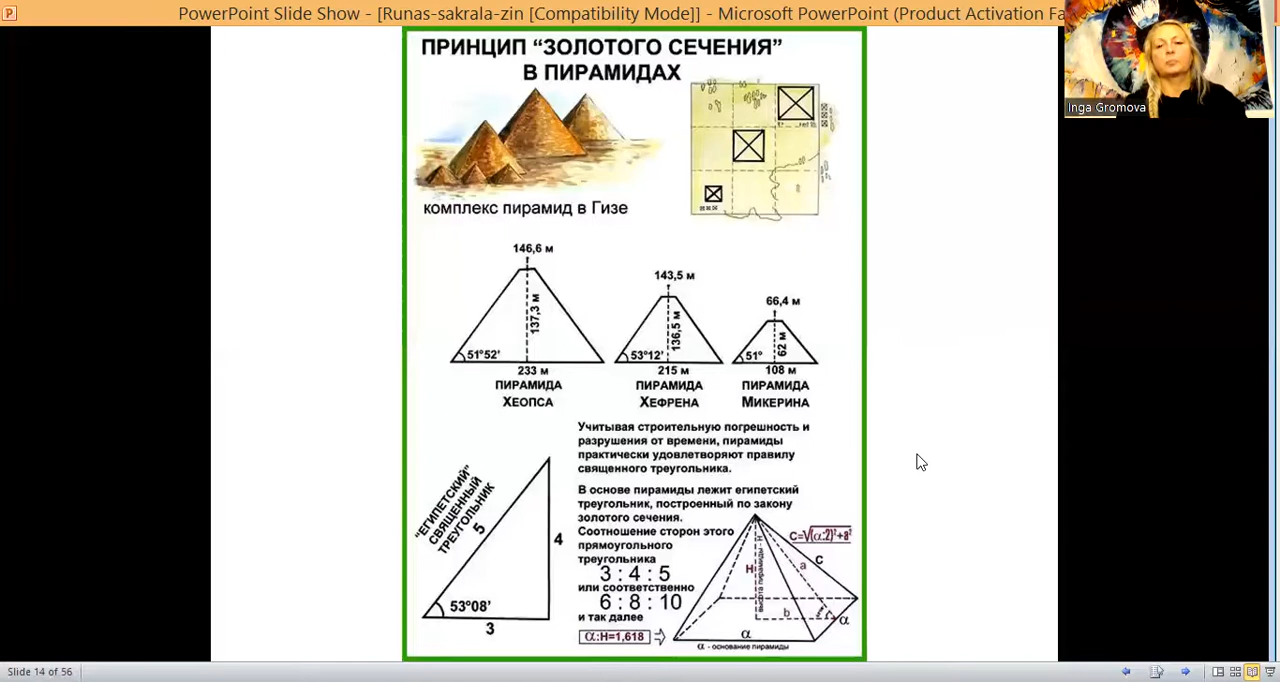 PowerPoint Slide Show - [Runas-sakrala-zin [Compatibility Mode]] - Microsoft PowerPoint (Product Activation Fa
Inga Gromova
ПРИНЦИП “ЗОЛОТОГО СЕЧЕНИЯ”
В ПИРАМИДАХ
комплекс пирамид в Гизе
146,6 м
137,3 м
51°52’
233 м
ПИРАМИДА
ХЕОПСА
143,5 м
136,5 м
53°12’
215 м
ПИРАМИДА
ХЕФРЕНА
66,4 м
62 м
51°
108 м
ПИРАМИДА
МИКЕРИНА
Учитывая строительную погрешность и
разрушения от времени, пирамиды
практически удовлетворяют правилу
священного треугольника.
"ЕГИПЕТСКИЙ"
СВЯЩЕННЫЙ
ТРЕУГОЛЬНИК
5
4
53°08’
3
В основе пирамиды лежит египетский
треугольник, построенный по закону
золотого сечения.
Соотношение сторон этого
прямоугольного
треугольника
3 : 4 : 5
или соответственно
6 : 8 : 10
и так далее
α:H=1,618
H
H - высота пирамиды
a
C
b
α
α
α - основание пирамиды
Slide 14 of 56